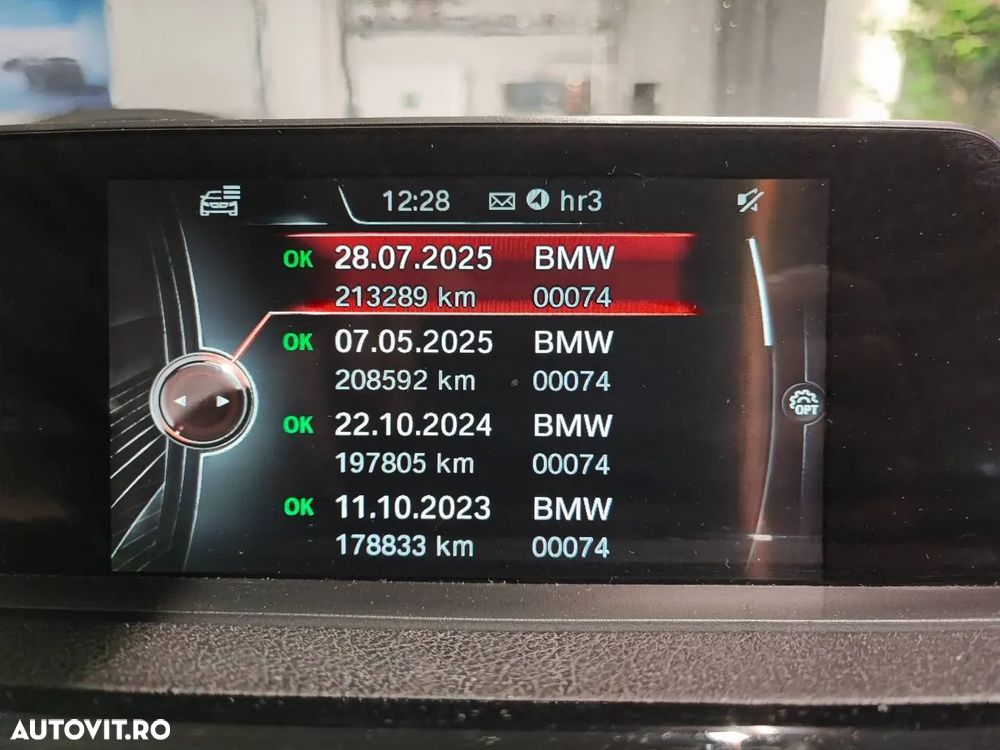 12:28 hr3
OK 28.07.2025 BMW
213289 km 00074
OK 07.05.2025 BMW
208592 km 00074
OK 22.10.2024 BMW
197805 km 00074
OK 11.10.2023 BMW
178833 km 00074
OPT
AUTOVIT.RO